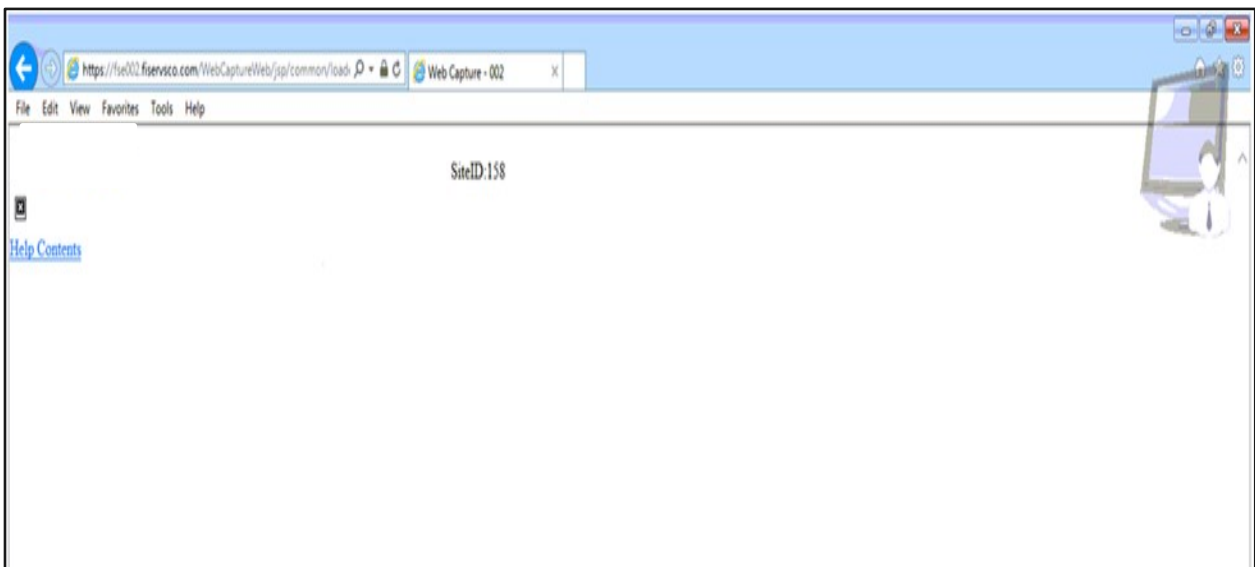 https://fse002.fiservsco.com/WebCaptureWeb/jsp/common/load
Web Capture - 002
File Edit View Favorites Tools Help
SiteID:158
Help Contents